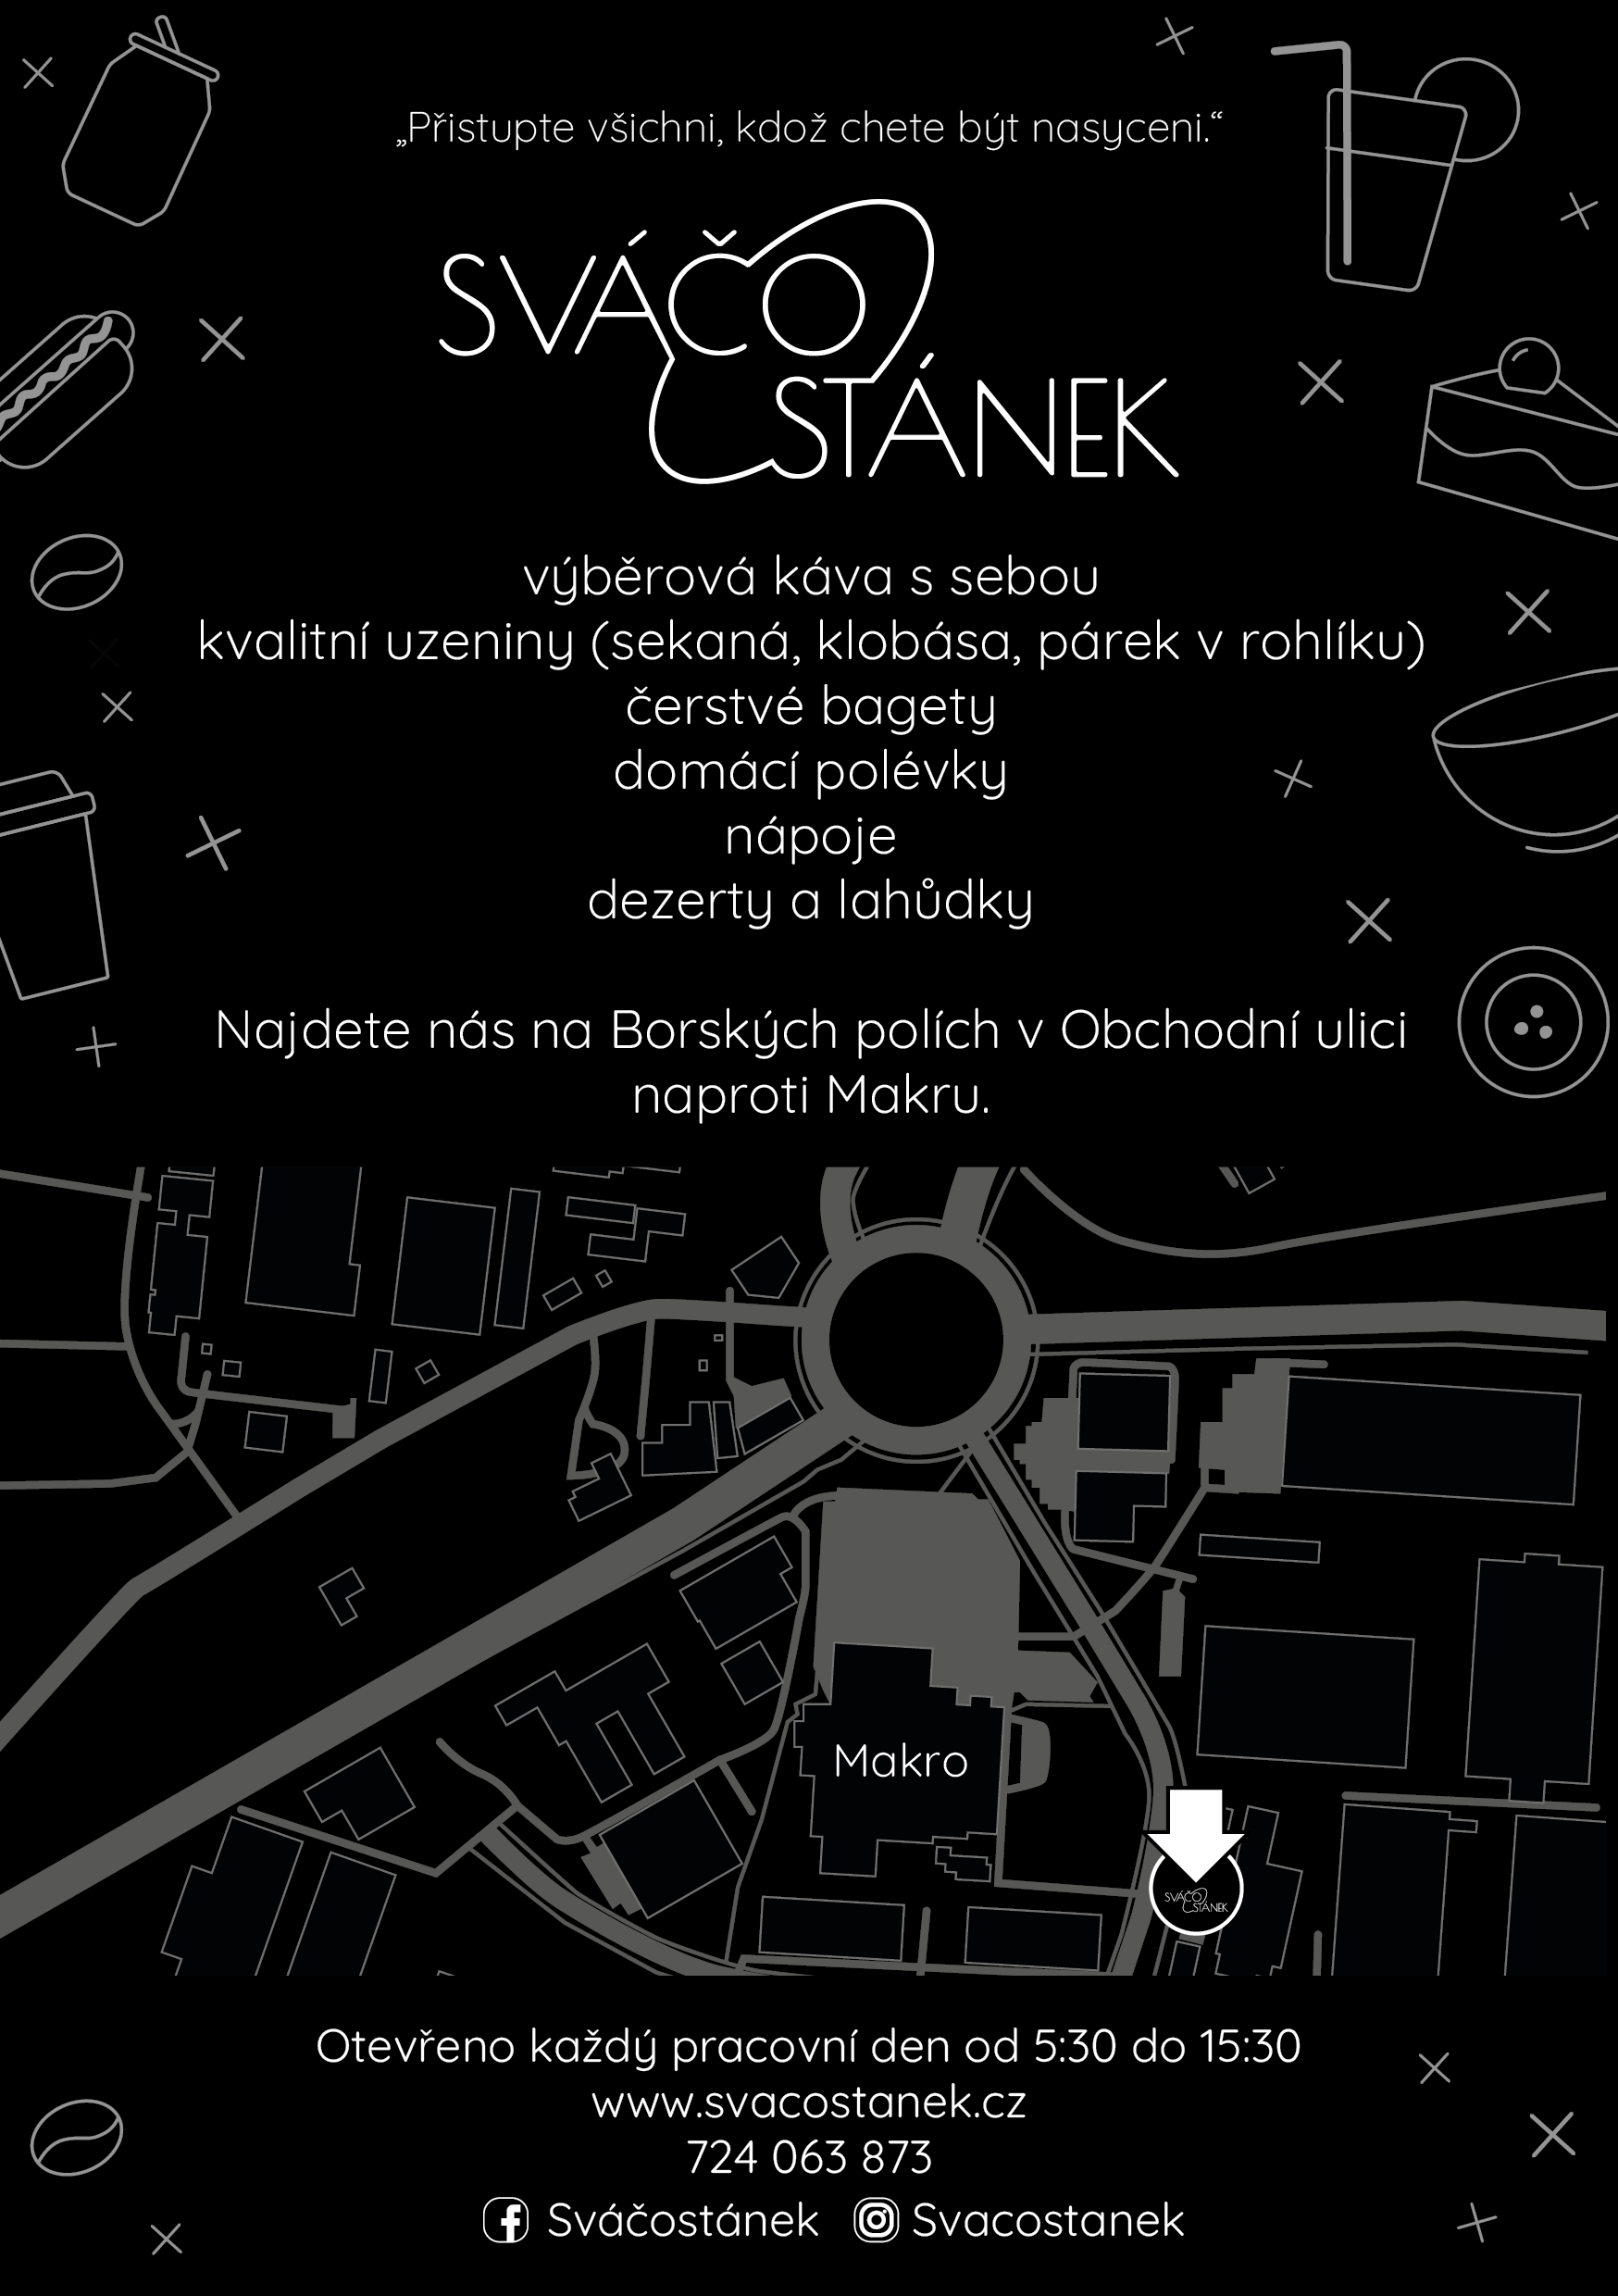 „Přistupte všichni, kdož chete být nasyceni.“
SVÁČO
STÁNEK
výběrová káva s sebou
kvalitní uzeniny (sekaná, klobása, párek v rohlíku)
čerstvé bagety
domácí polévky
nápoje
dezerty a lahůdky
Najdete nás na Borských polích v Obchodní ulici
naproti Makru.
Makro
SVÁČO
STÁNEK
Otevřeno každý pracovní den od 5:30 do 15:30
www.svacostanek.cz
724 063 873
Sváčostánek Svacostanek